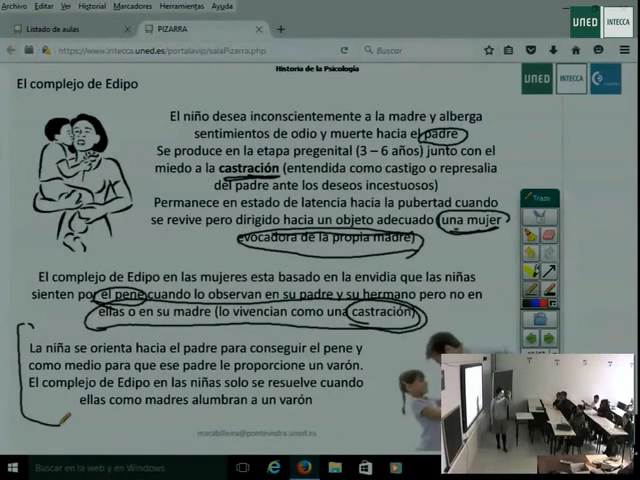 Archivo Editar Ver Historial Marcadores Herramientas Ayuda
Listado de aulas
PIZARRA
https://www.intecca.uned.es/portalavip/salaPizarra.php
Buscar
UNED
INTECCA
Historia de la Psicología
UNED
INTECCA
El complejo de Edipo
El niño desea inconscientemente a la madre y alberga
sentimientos de odio y muerte hacia el padre
Se produce en la etapa pregenital (3 – 6 años) junto con el
miedo a la castración (entendida como castigo o represalia
del padre ante los deseos incestuosos)
Permanece en estado de latencia hacia la pubertad cuando
se revive pero dirigido hacia un objeto adecuado (una mujer
evocadora de la propia madre)
Trazo
El complejo de Edipo en las mujeres esta basado en la envidia que las niñas
sienten por el pene cuando lo observan en su padre y su hermano pero no en
ellas o en su madre (lo vivencian como una castración)
La niña se orienta hacia el padre para conseguir el pene y
como medio para que ese padre le proporcione un varón.
El complejo de Edipo en las niñas solo se resuelve cuando
ellas como madres alumbran a un varón
Buscar en la web y en Windows